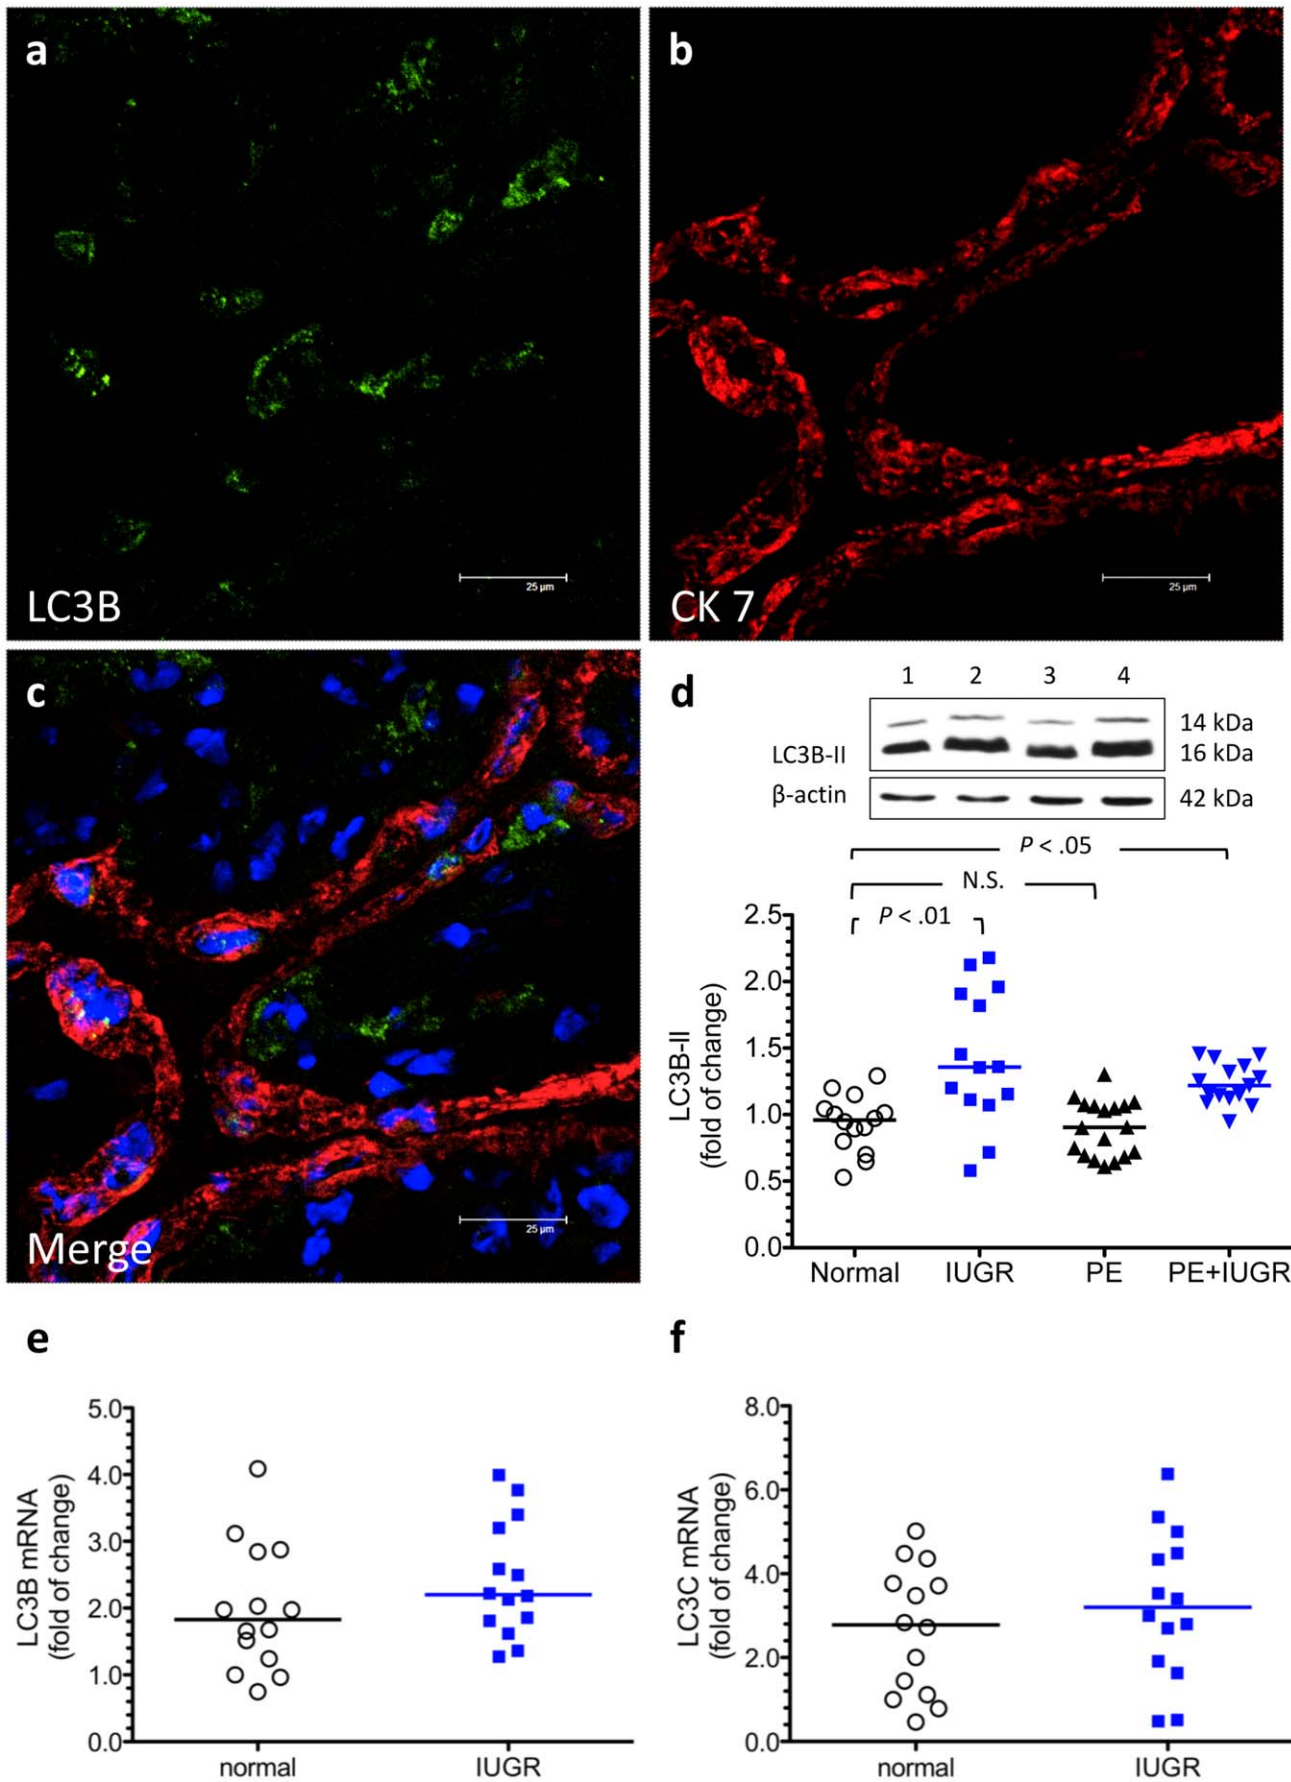 a
LC3B
25 µm
b
CK 7
25 µm
c
Merge
25 µm
d
1 2 3 4
14 kDa
LC3B-II 16 kDa
β-actin 42 kDa
P < .05
N.S.
P < .01
2.5
2.0
1.5
1.0
0.5
0.0
LC3B-II
(fold of change)
Normal IUGR PE PE+IUGR
e
5.0
4.0
3.0
2.0
1.0
0.0
LC3B mRNA
(fold of change)
normal IUGR
f
8.0
6.0
4.0
2.0
0.0
LC3C mRNA
(fold of change)
normal IUGR